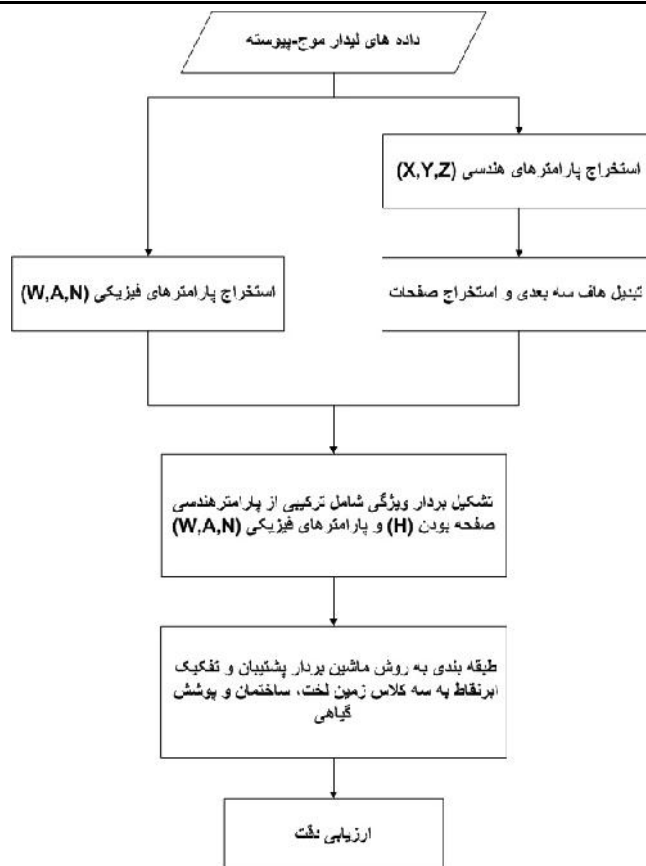 داده های لیدار موج-پیوسته
استخراج پارامترهای هندسی (X,Y,Z)
تبدیل هاف سه بعدی و استخراج صفحات
استخراج پارامترهای فیزیکی (W,A,N)
تشکیل بردار ویژگی شامل ترکیبی از پارامترهندسی
صفحه بودن (H) و پارامترهای فیزیکی (W,A,N)
طبقه بندی به روش ماشین بردار پشتیبان و تفکیک
ابرنقاط به سه کلاس زمین لخت، ساختمان و پوشش
گیاهی
ارزیابی دقت